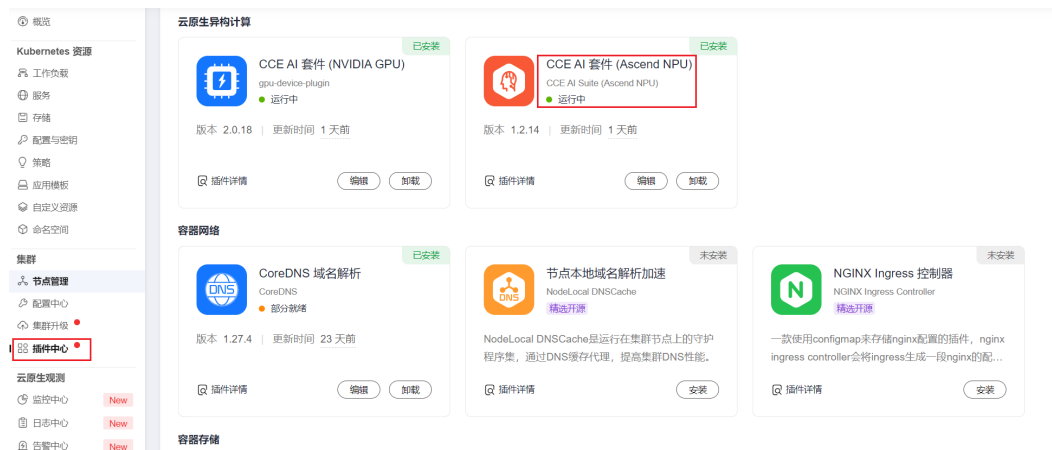 概览
Kubernetes 资源
工作负载
服务
存储
配置与密钥
策略
应用模板
自定义资源
命名空间
集群
节点管理
配置中心
集群升级
插件中心
云原生观测
监控中心 New
日志中心 New
告警中心 New
云原生异构计算
已安装
CCE AI 套件 (NVIDIA GPU)
gpu-device-plugin
运行中
版本 2.0.18 | 更新时间 1 天前
插件详情 编辑 卸载
已安装
CCE AI 套件 (Ascend NPU)
CCE AI Suite (Ascend NPU)
运行中
版本 1.2.14 | 更新时间 1 天前
插件详情 编辑 卸载
容器网络
已安装
DNS
CoreDNS 域名解析
CoreDNS
部分就绪
版本 1.27.4 | 更新时间 23 天前
插件详情 编辑 卸载
未安装
DNS
节点本地域名解析加速
NodeLocal DNSCache
精选开源
NodeLocal DNSCache是运行在集群节点上的守护
程序集，通过DNS缓存代理，提高集群DNS性能。
插件详情 安装
未安装
N
NGINX Ingress 控制器
NGINX Ingress Controller
精选开源
一款使用configmap来存储nginx配置的插件，nginx
ingress controller会将ingress生成一段nginx的配...
插件详情 安装
容器存储